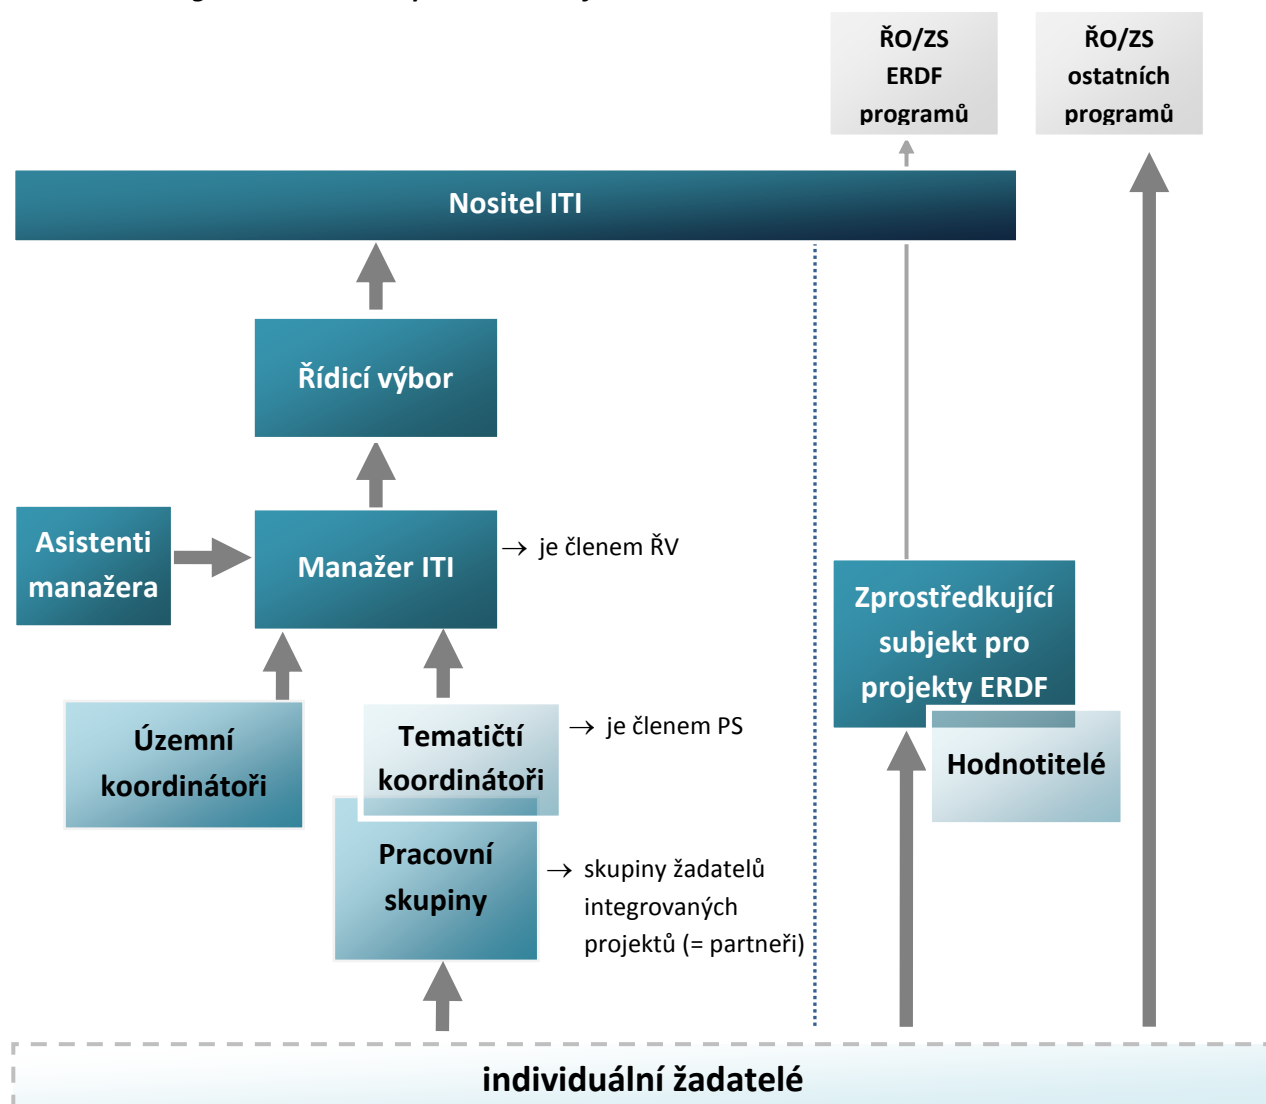 ŘO/ZS
ERDF
programů
ŘO/ZS
ostatních
programů
Nositel ITI
Řídicí výbor
Asistenti
manažera
Manažer ITI
→ je členem ŘV
Zprostředkující
subjekt pro
projekty ERDF
Územní
koordinátoři
Tematičtí
koordinátoři
→ je členem PS
Hodnotitelé
Pracovní
skupiny
→ skupiny žadatelů
integrovaných
projektů (= partneři)
individuální žadatelé